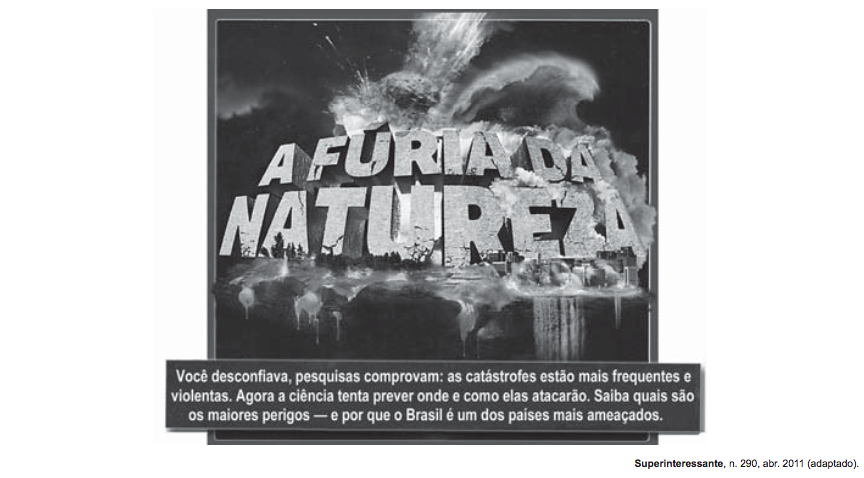 A FÚRIA DA
NATUREZA
Você desconfiava, pesquisas comprovam: as catástrofes estão mais frequentes e
violentas. Agora a ciência tenta prever onde e como elas atacarão. Saiba quais são
os maiores perigos — e por que o Brasil é um dos países mais ameaçados.
Superinteressante, n. 290, abr. 2011 (adaptado).